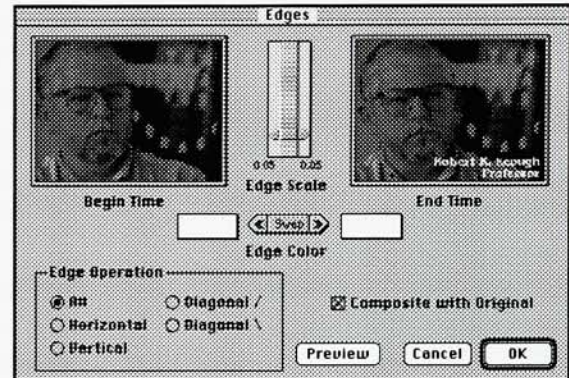 Edges
Robert K. Keough
Professor
0.05 0.05
Edge Scale
Begin Time
End Time
Swap
Edge Color
Edge Operation
All
Diagonal /
Horizontal
Diagonal \
Vertical
Composite with Original
Preview
Cancel
OK